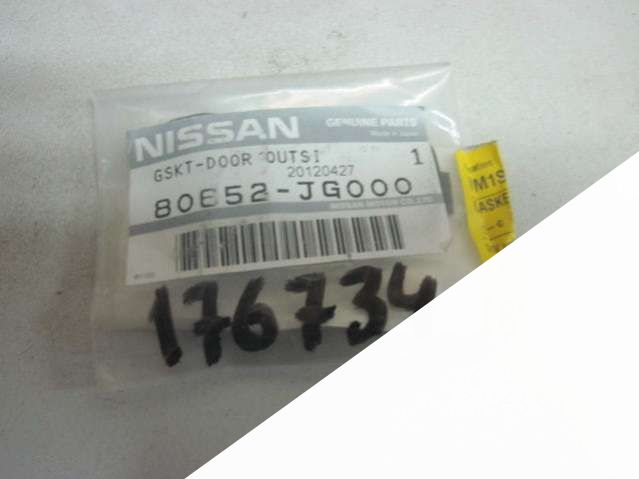 NISSAN
GENUINE PARTS
Made in Japan
GSKT-DOOR OUTSI
1
20120427
80652-JG000
NISSAN MOTOR CO.,LTD.
176734
M1S
ASKE